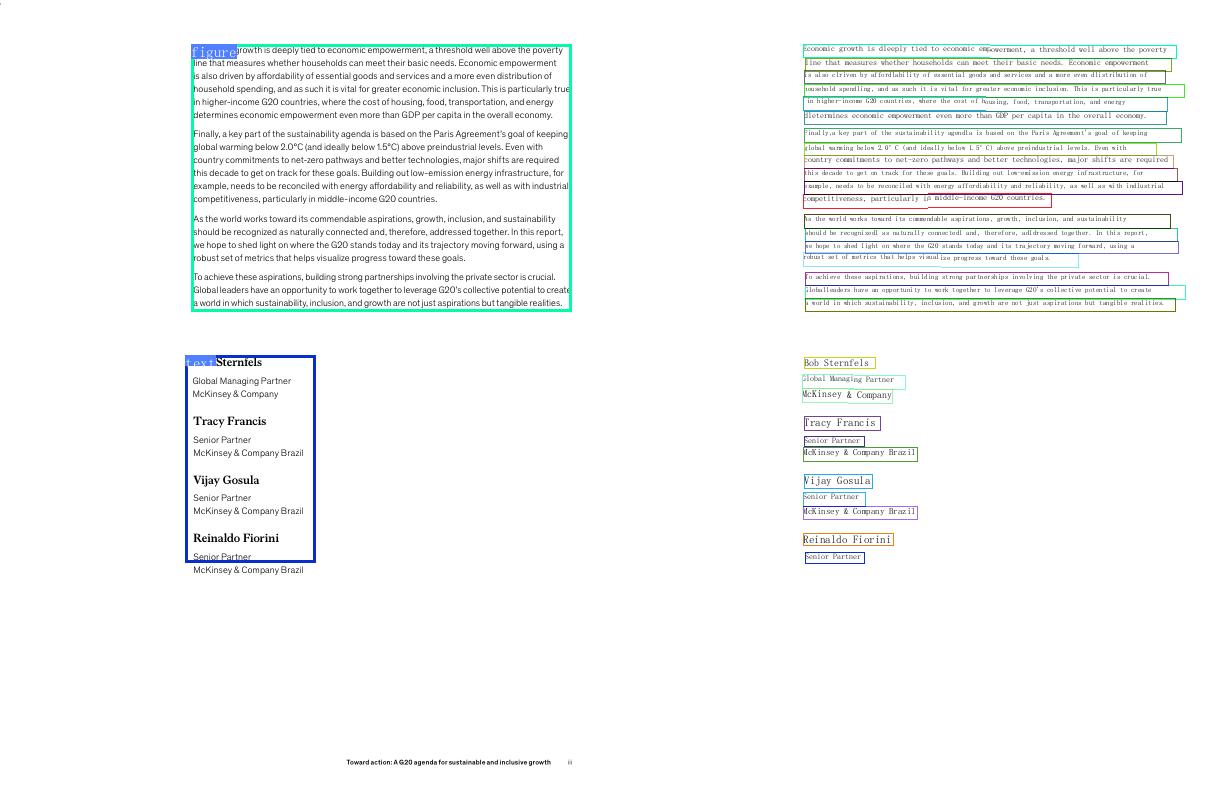 figure growth is deeply tied to economic empowerment, a threshold well above the poverty
line that measures whether households can meet their basic needs. Economic empowerment
is also driven by affordability of essential goods and services and a more even distribution of
household spending, and as such it is vital for greater economic inclusion. This is particularly true
in higher-income G20 countries, where the cost of housing, food, transportation, and energy
determines economic empowerment even more than GDP per capita in the overall economy.
Finally, a key part of the sustainability agenda is based on the Paris Agreement's goal of keeping
global warming below 2.0°C (and ideally below 1.5°C) above preindustrial levels. Even with
country commitments to net-zero pathways and better technologies, major shifts are required
this decade to get on track for these goals. Building out low-emission energy infrastructure, for
example, needs to be reconciled with energy affordability and reliability, as well as with industrial
competitiveness, particularly in middle-income G20 countries.
As the world works toward its commendable aspirations, growth, inclusion, and sustainability
should be recognized as naturally connected and, therefore, addressed together. In this report,
we hope to shed light on where the G20 stands today and its trajectory moving forward, using a
robust set of metrics that helps visualize progress toward these goals.
To achieve these aspirations, building strong partnerships involving the private sector is crucial.
Global leaders have an opportunity to work together to leverage G20's collective potential to create
a world in which sustainability, inclusion, and growth are not just aspirations but tangible realities.
text Sternfels
Global Managing Partner
McKinsey & Company
Tracy Francis
Senior Partner
McKinsey & Company Brazil
Vijay Gosula
Senior Partner
McKinsey & Company Brazil
Reinaldo Fiorini
Senior Partner
McKinsey & Company Brazil
Toward action: A G20 agenda for sustainable and inclusive growth iii
Economic growth is dleeply tied to economic empowerment, a threshold well above the poverty
line that measures whether households can meet their basic needs. Economic empowerment
is also clriven by affordability of essential goods and services and a more even dlistribution of
household spendling, and as such it is vital for greater economic inclusion. This is particularly true
in higher-income G20 countries, where the cost of housing, food, transportation, and energy
dletermines economic empowerment even more than GDP per capita in the overall economy.
Finally,a key part of the sustainability agendla is based on the Paris Agreement's goal of keeping
global warming below 2.0°C (and ideally below 1.5°C) above preindustrial levels. Even with
country commitments to net-zero pathways and better technologies, major shifts are required
this decade to get on track for these goals. Building out low-emission energy infrastructure, for
example, needs to be reconciled with energy affordiability and reliability, as well as with indlustrial
competitiveness, particularly in middle-income G20 countries.
As the world works toward its commendable aspirations, growth, inclusion, and sustainability
should be recognizedl as naturally connectedl and, therefore, adldressed together. In this report,
we hope to shed light on where the G20 stands today and its trajectory moving forward, using a
robust set of metrics that helps visualize progress toward these goals.
To achieve these aspirations, building strong partnerships involving the private sector is crucial.
Globalleaders have an opportunity to work together to leverage G20's collective potential to create
a world in which sustainability, inclusion, and growth are not just aspirations but tangible realities.
Bob Sternfels
Global Managing Partner
McKinsey & Company
Tracy Francis
Senior Partner
McKinsey & Company Brazil
Vijay Gosula
Senior Partner
McKinsey & Company Brazil
Reinaldo Fiorini
Senior Partner